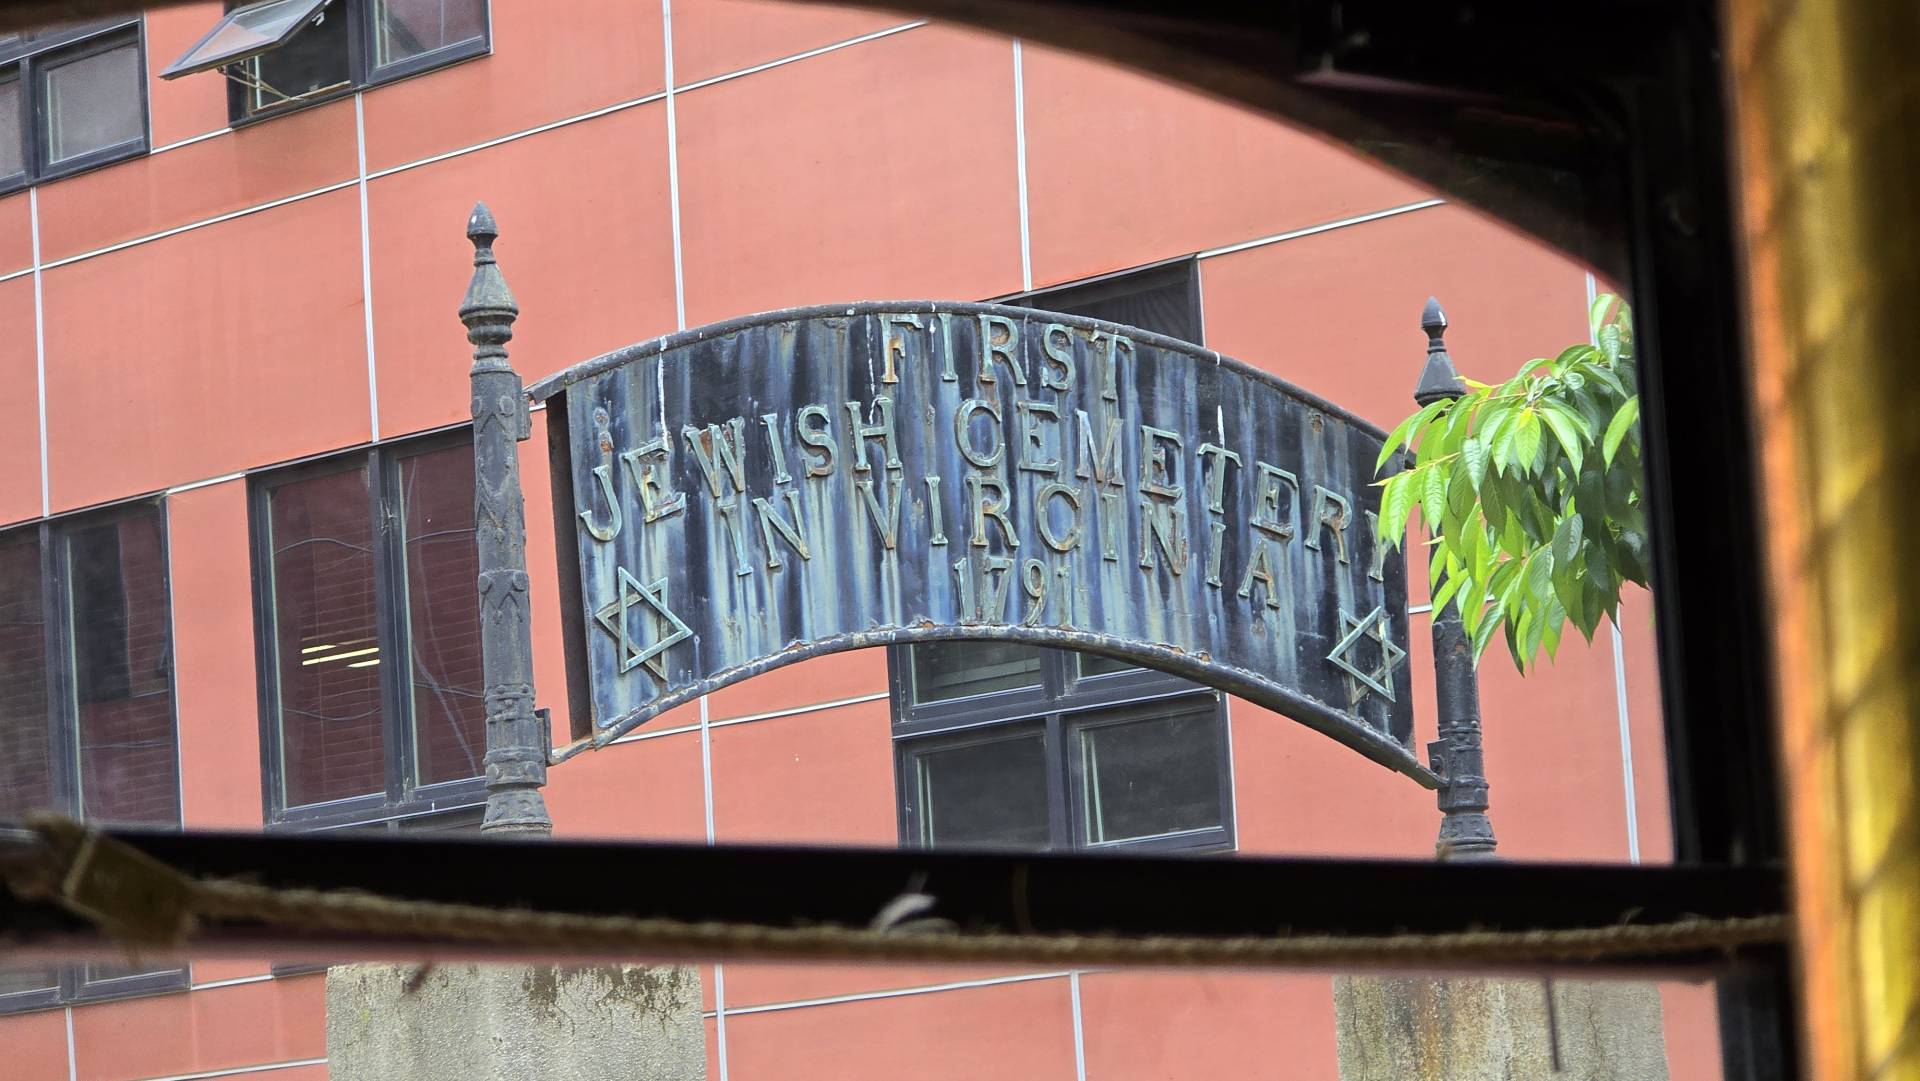 FIRST
JEWISH CEMETERY
IN VIRGINIA
1791